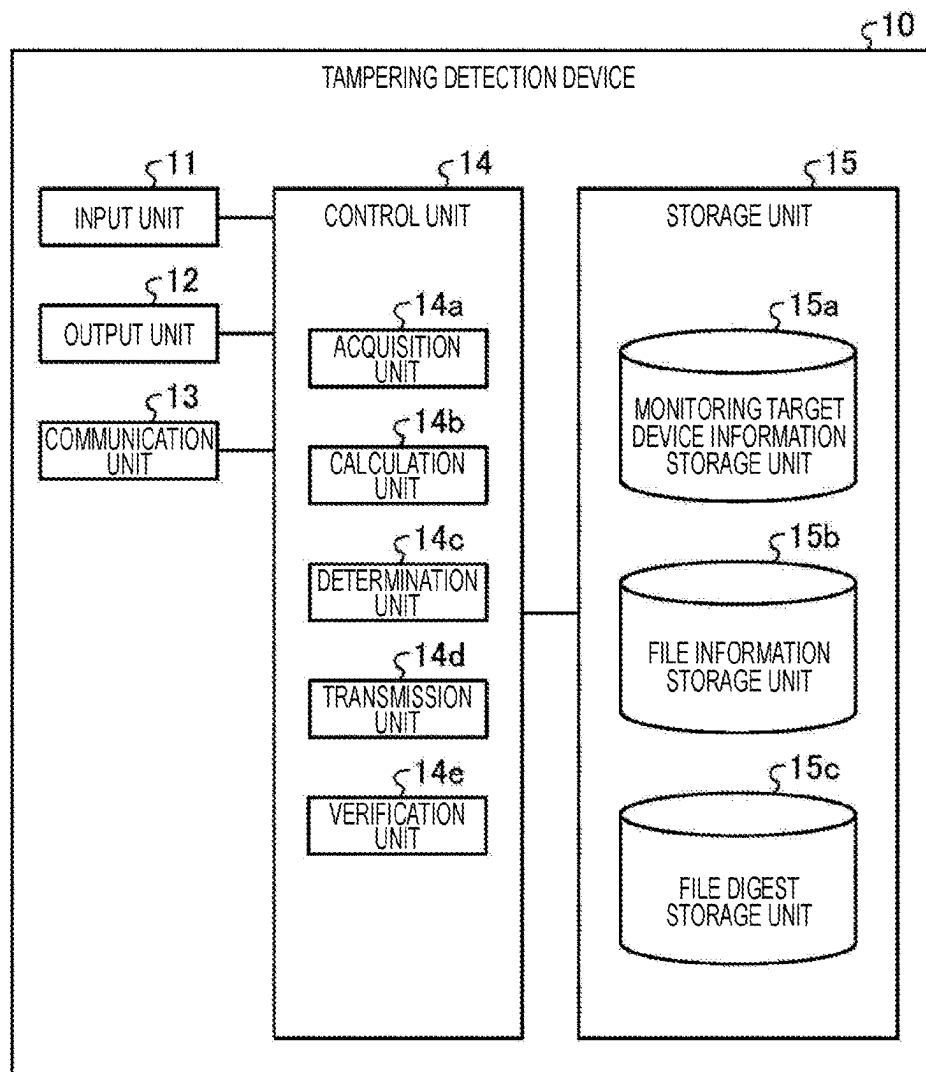 10
TAMPERING DETECTION DEVICE
11
INPUT UNIT
12
OUTPUT UNIT
13
COMMUNICATION
UNIT
14
CONTROL UNIT
14a
ACQUISITION
UNIT
14b
CALCULATION
UNIT
14c
DETERMINATION
UNIT
14d
TRANSMISSION
UNIT
14e
VERIFICATION
UNIT
15
STORAGE UNIT
15a
MONITORING TARGET
DEVICE INFORMATION
STORAGE UNIT
15b
FILE INFORMATION
STORAGE UNIT
15c
FILE DIGEST
STORAGE UNIT